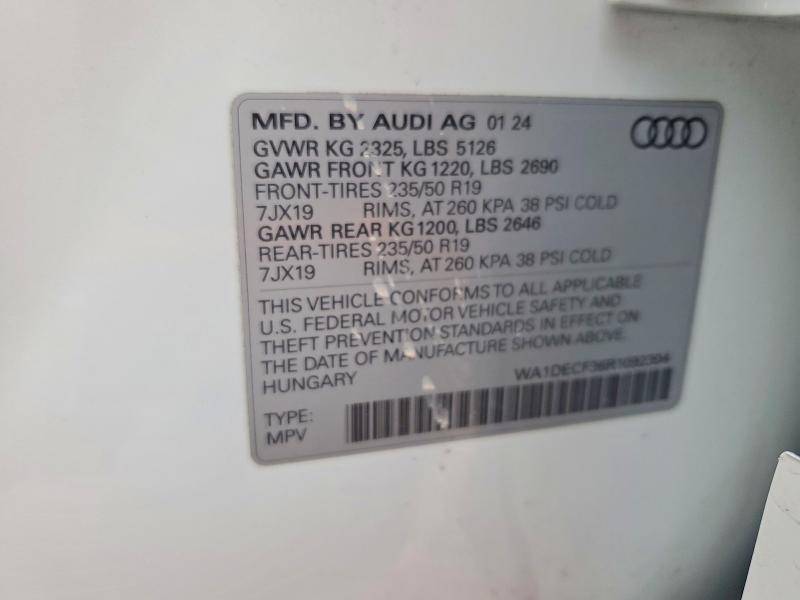 MFD. BY AUDI AG 01 24
GVWR KG 2325, LBS 5126
GAWR FRONT KG 1220, LBS 2690
FRONT-TIRES 235/50 R19
7JX19 RIMS, AT 260 KPA 38 PSI COLD
GAWR REAR KG 1200, LBS 2646
REAR-TIRES 235/50 R19
7JX19 RIMS, AT 260 KPA 38 PSI COLD
THIS VEHICLE CONFORMS TO ALL APPLICABLE
U.S. FEDERAL MOTOR VEHICLE SAFETY AND
THEFT PREVENTION STANDARDS IN EFFECT ON
THE DATE OF MANUFACTURE SHOWN ABOVE.
HUNGARY
TYPE:
MPV